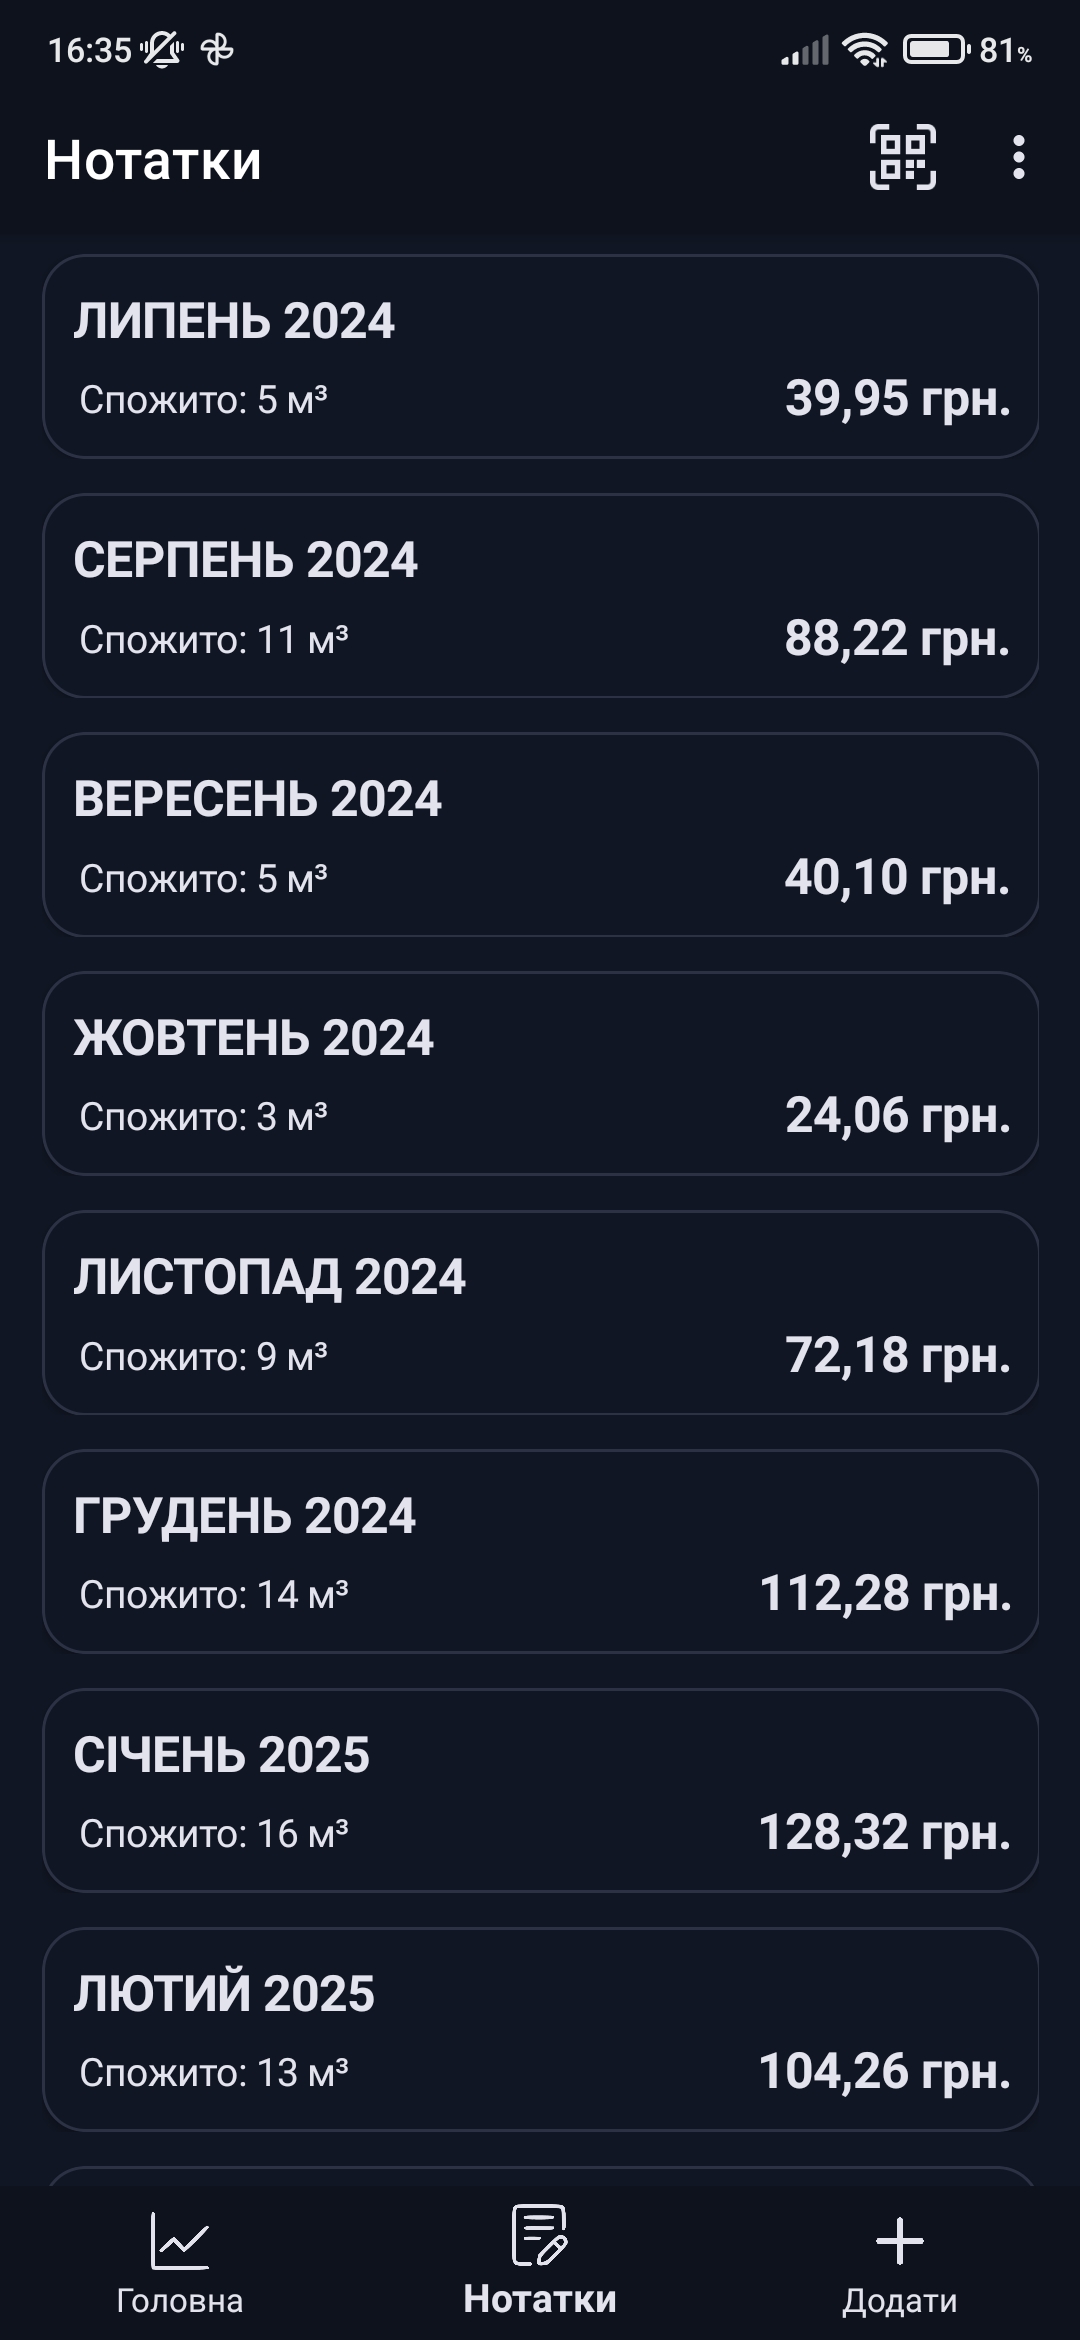 16:35
81%
Нотатки
ЛИПЕНЬ 2024
Спожито: 5 м³ 39,95 грн.
СЕРПЕНЬ 2024
Спожито: 11 м³ 88,22 грн.
ВЕРЕСЕНЬ 2024
Спожито: 5 м³ 40,10 грн.
ЖОВТЕНЬ 2024
Спожито: 3 м³ 24,06 грн.
ЛИСТОПАД 2024
Спожито: 9 м³ 72,18 грн.
ГРУДЕНЬ 2024
Спожито: 14 м³ 112,28 грн.
СІЧЕНЬ 2025
Спожито: 16 м³ 128,32 грн.
ЛЮТИЙ 2025
Спожито: 13 м³ 104,26 грн.
Головна Нотатки Додати